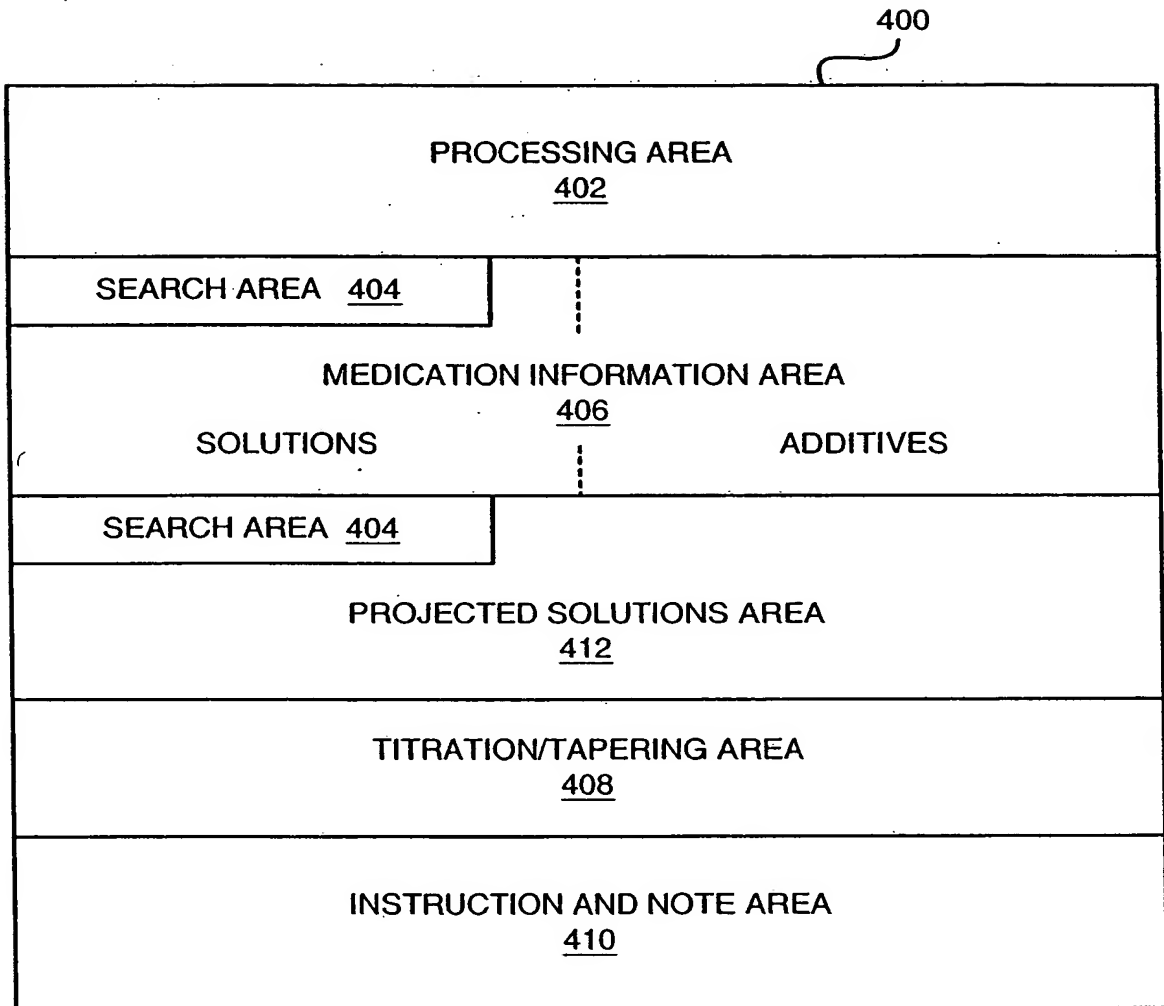 400
PROCESSING AREA
402
SEARCH AREA 404
MEDICATION INFORMATION AREA
406
SOLUTIONS ADDITIVES
SEARCH AREA 404
PROJECTED SOLUTIONS AREA
412
TITRATION/TAPERING AREA
408
INSTRUCTION AND NOTE AREA
410